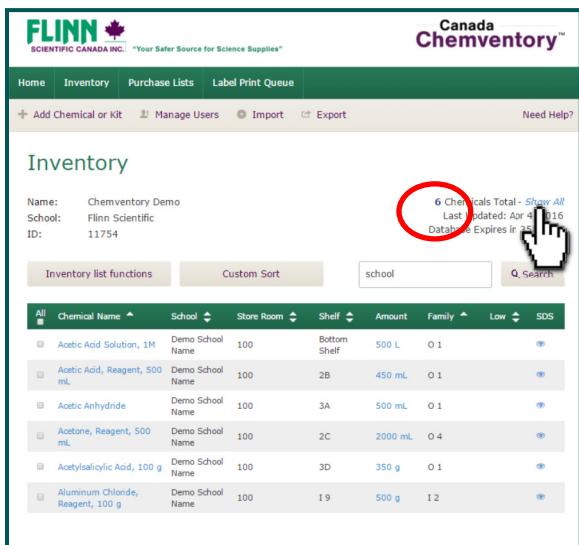 FLINN
SCIENTIFIC CANADA INC. "Your Safer Source for Science Supplies"
Canada
Chemventory™
Home Inventory Purchase Lists Label Print Queue
Add Chemical or Kit Manage Users Import Export Need Help?
Inventory
Name: Chemventory Demo
School: Flinn Scientific
ID: 11754
6 Chemicals Total - Show All
Last Updated: Apr 2016
Database Expires in
Inventory list functions Custom Sort school Search
All Chemical Name School Store Room Shelf Amount Family Low SDS
Acetic Acid Solution, 1M Demo School Name 100 Bottom Shelf 500 L O 1
Acetic Acid, Reagent, 500 mL Demo School Name 100 2B 450 mL O 1
Acetic Anhydride Demo School Name 100 3A 500 mL O 1
Acetone, Reagent, 500 mL Demo School Name 100 2C 2000 mL O 4
Acetylsalicylic Acid, 100 g Demo School Name 100 3D 350 g O 1
Aluminum Chloride, Reagent, 100 g Demo School Name 100 I 9 500 g I 2